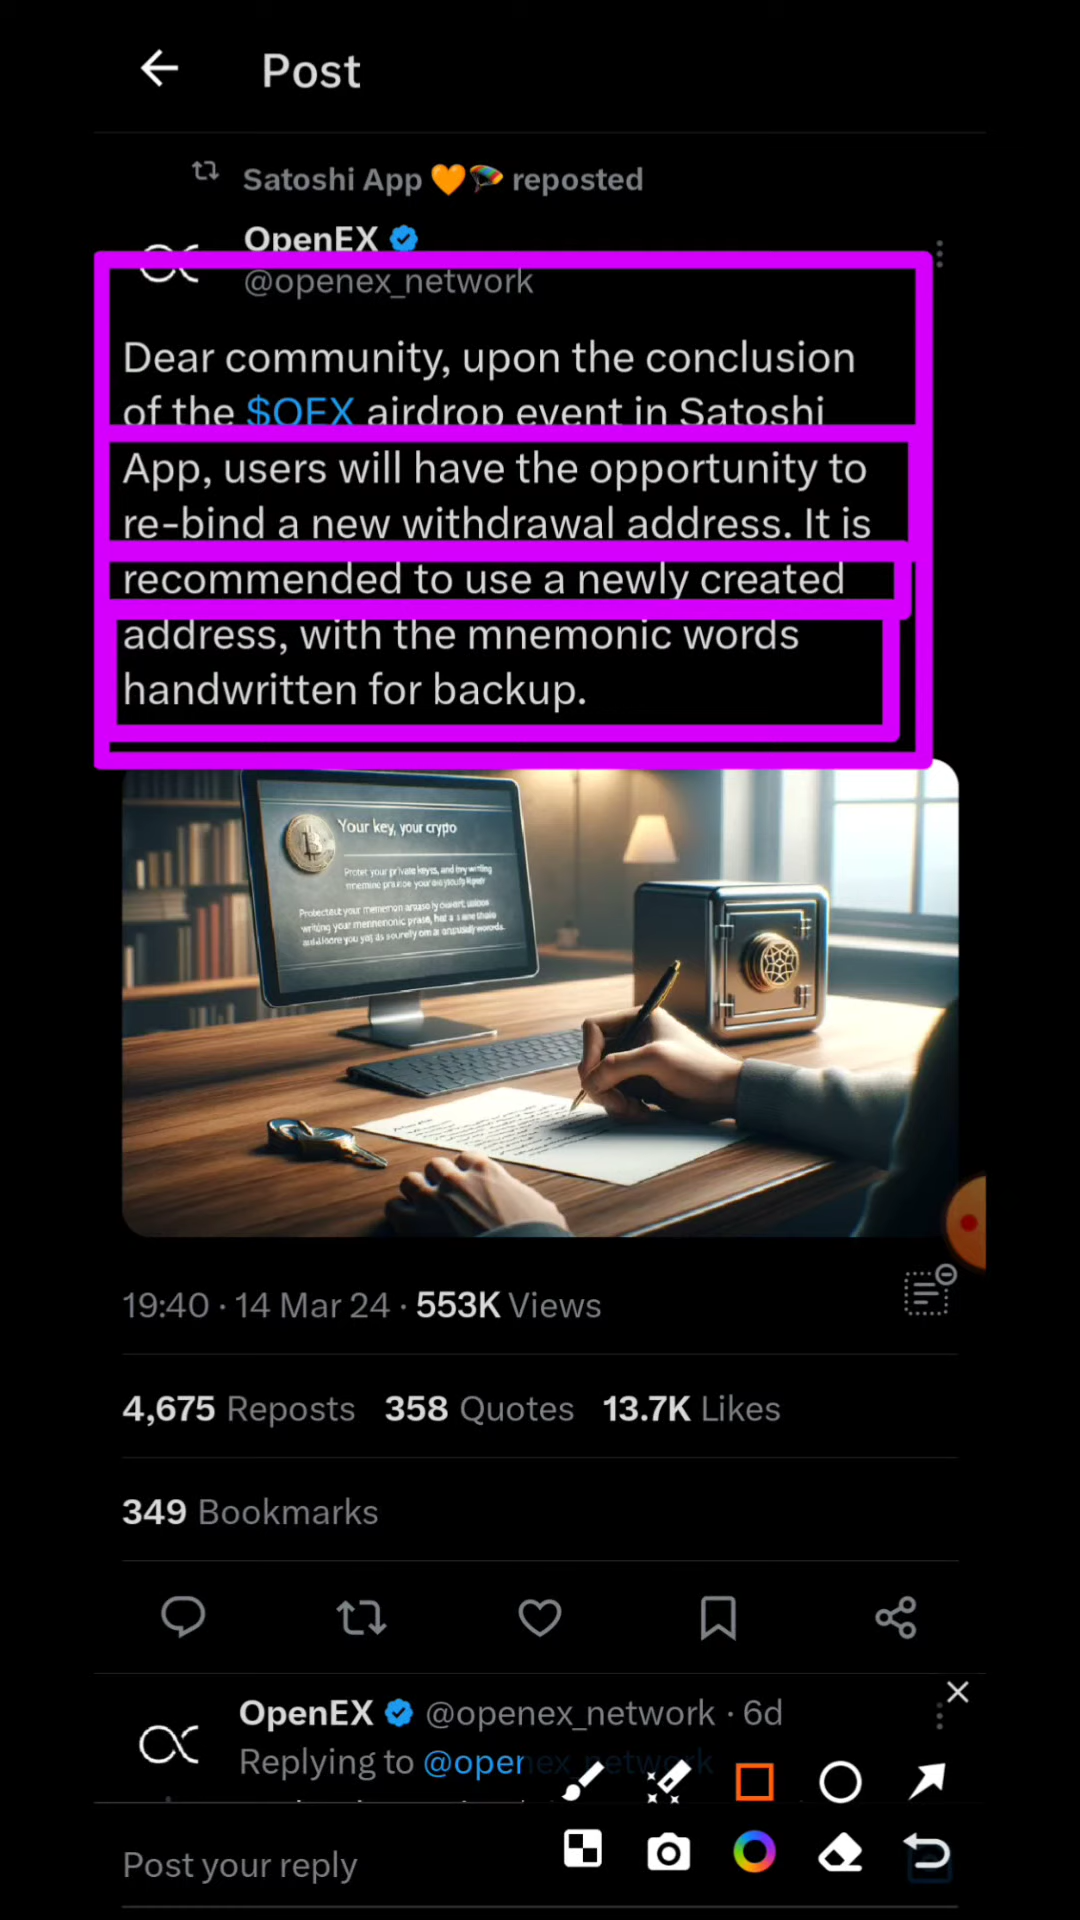 Post
Satoshi App 🧡🪂 reposted
OpenEX
@openex_network
Dear community, upon the conclusion
of the $OEX airdrop event in Satoshi
App, users will have the opportunity to
re-bind a new withdrawal address. It is
recommended to use a newly created
address, with the mnemonic words
handwritten for backup.
Your key, your crypto
19:40 · 14 Mar 24 · 553K Views
4,675 Reposts 358 Quotes 13.7K Likes
349 Bookmarks
OpenEX @openex_network · 6d
Replying to @openex_network
Post your reply